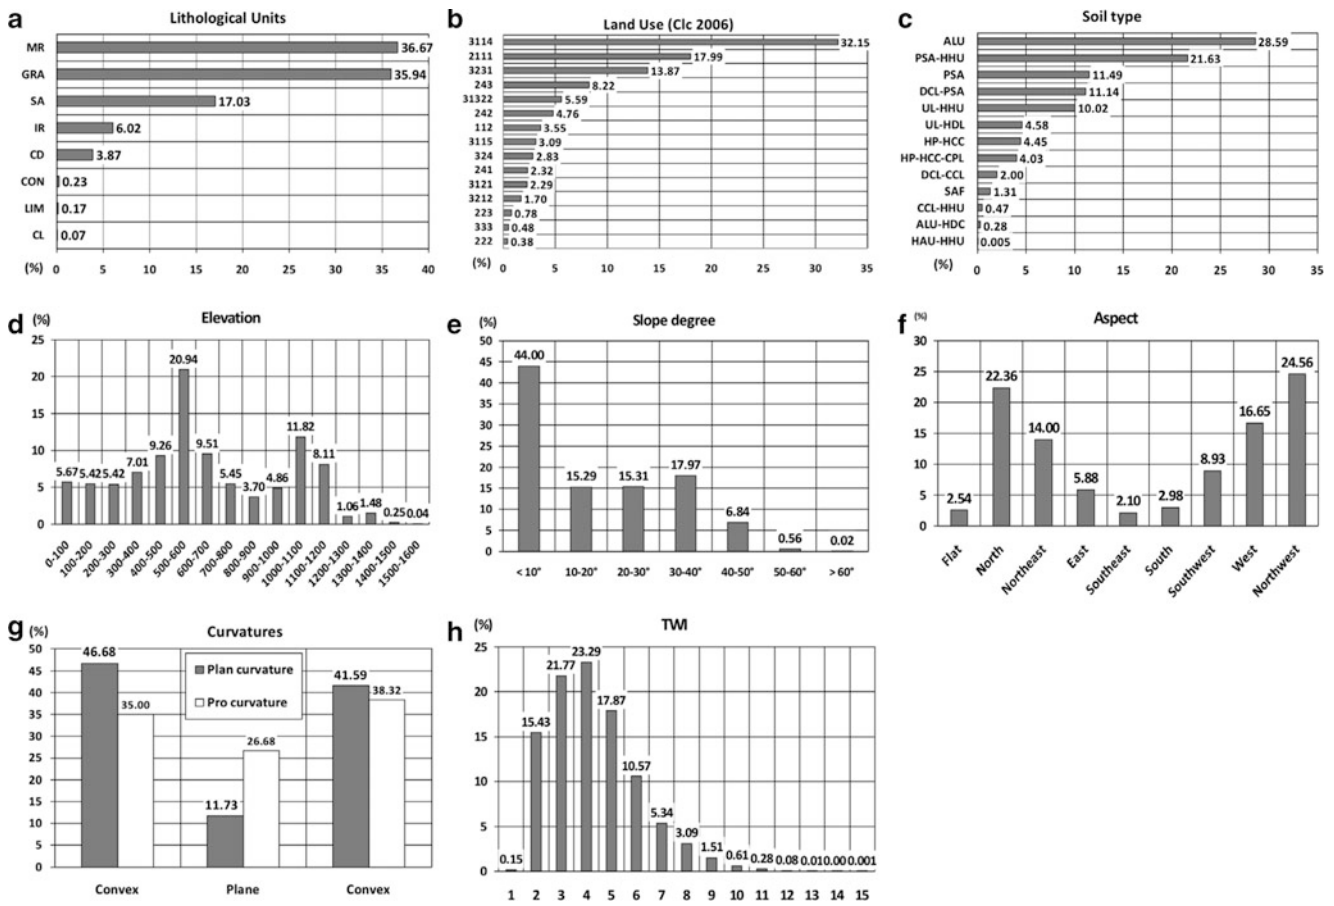 a
Lithological Units
MR 36.67
GRA 35.94
SA 17.03
IR 6.02
CD 3.87
CON 0.23
LIM 0.17
CL 0.07
(%) 0 5 10 15 20 25 30 35 40
b
Land Use (Clc 2006)
3114 32.15
2111 17.99
3231 13.87
243 8.22
31322 5.59
242 4.76
112 3.55
3115 3.09
324 2.83
241 2.32
3121 2.29
3212 1.70
223 0.78
333 0.48
222 0.38
(%) 0 5 10 15 20 25 30 35
c
Soil type
ALU 28.59
PSA-HHU 21.63
PSA 11.49
DCL-PSA 11.14
UL-HHU 10.02
UL-HDL 4.58
HP-HCC 4.45
HP-HCC-CPL 4.03
DCL-CCL 2.00
SAF 1.31
CCL-HHU 0.47
ALU-HDC 0.28
HAU-HHU 0.005
(%) 0 5 10 15 20 25 30 35
d (%)
Elevation
25
20
15
10
5
0
5.67 5.42 5.42 7.01 9.26 20.94 9.51 5.45 3.70 4.86 11.82 8.11 1.06 1.48 0.25 0.04
0-100 100-200 200-300 300-400 400-500 500-600 600-700 700-800 800-900 900-1000 1000-1100 1100-1200 1200-1300 1300-1400 1400-1500 1500-1600
e (%)
Slope degree
50
45
40
35
30
25
20
15
10
5
0
44.00 15.29 15.31 17.97 6.84 0.56 0.02
< 10° 10-20° 20-30° 30-40° 40-50° 50-60° > 60°
f (%)
Aspect
30
25
20
15
10
5
0
2.54 22.36 14.00 5.88 2.10 2.98 8.93 16.65 24.56
Flat North Northeast East Southeast South Southwest West Northwest
g (%)
Curvatures
50
45
40
35
30
25
20
15
10
5
0
Plan curvature
Pro curvature
46.68 35.00 11.73 26.68 41.59 38.32
Convex Plane Convex
h (%)
TWI
25
20
15
10
5
0
0.15 15.43 21.77 23.29 17.87 10.57 5.34 3.09 1.51 0.61 0.28 0.08 0.01 0.00 0.001
1 2 3 4 5 6 7 8 9 10 11 12 13 14 15